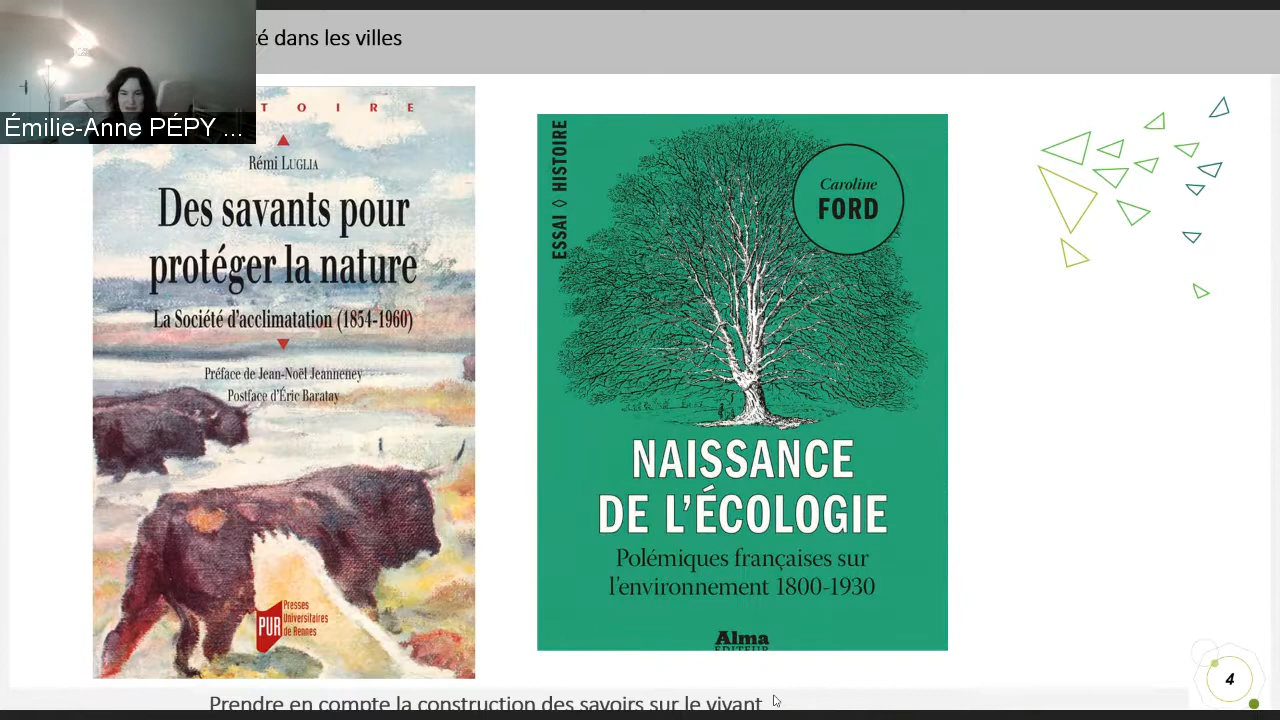 té dans les villes
Émilie-Anne PÉPY ...
T O I R E
Rémi LUGLIA
Des savants pour
protéger la nature
La Société d'acclimatation (1854-1960)
Préface de Jean-Noël Jeanneney
Postface d'Éric Baratay
PUR
Presses
Universitaires
de Rennes
ESSAI ◊ HISTOIRE
Caroline
FORD
NAISSANCE
DE L'ÉCOLOGIE
Polémiques françaises sur
l'environnement 1800-1930
Alma
EDITEUR
Prendre en compte la construction des savoirs sur le vivant
4